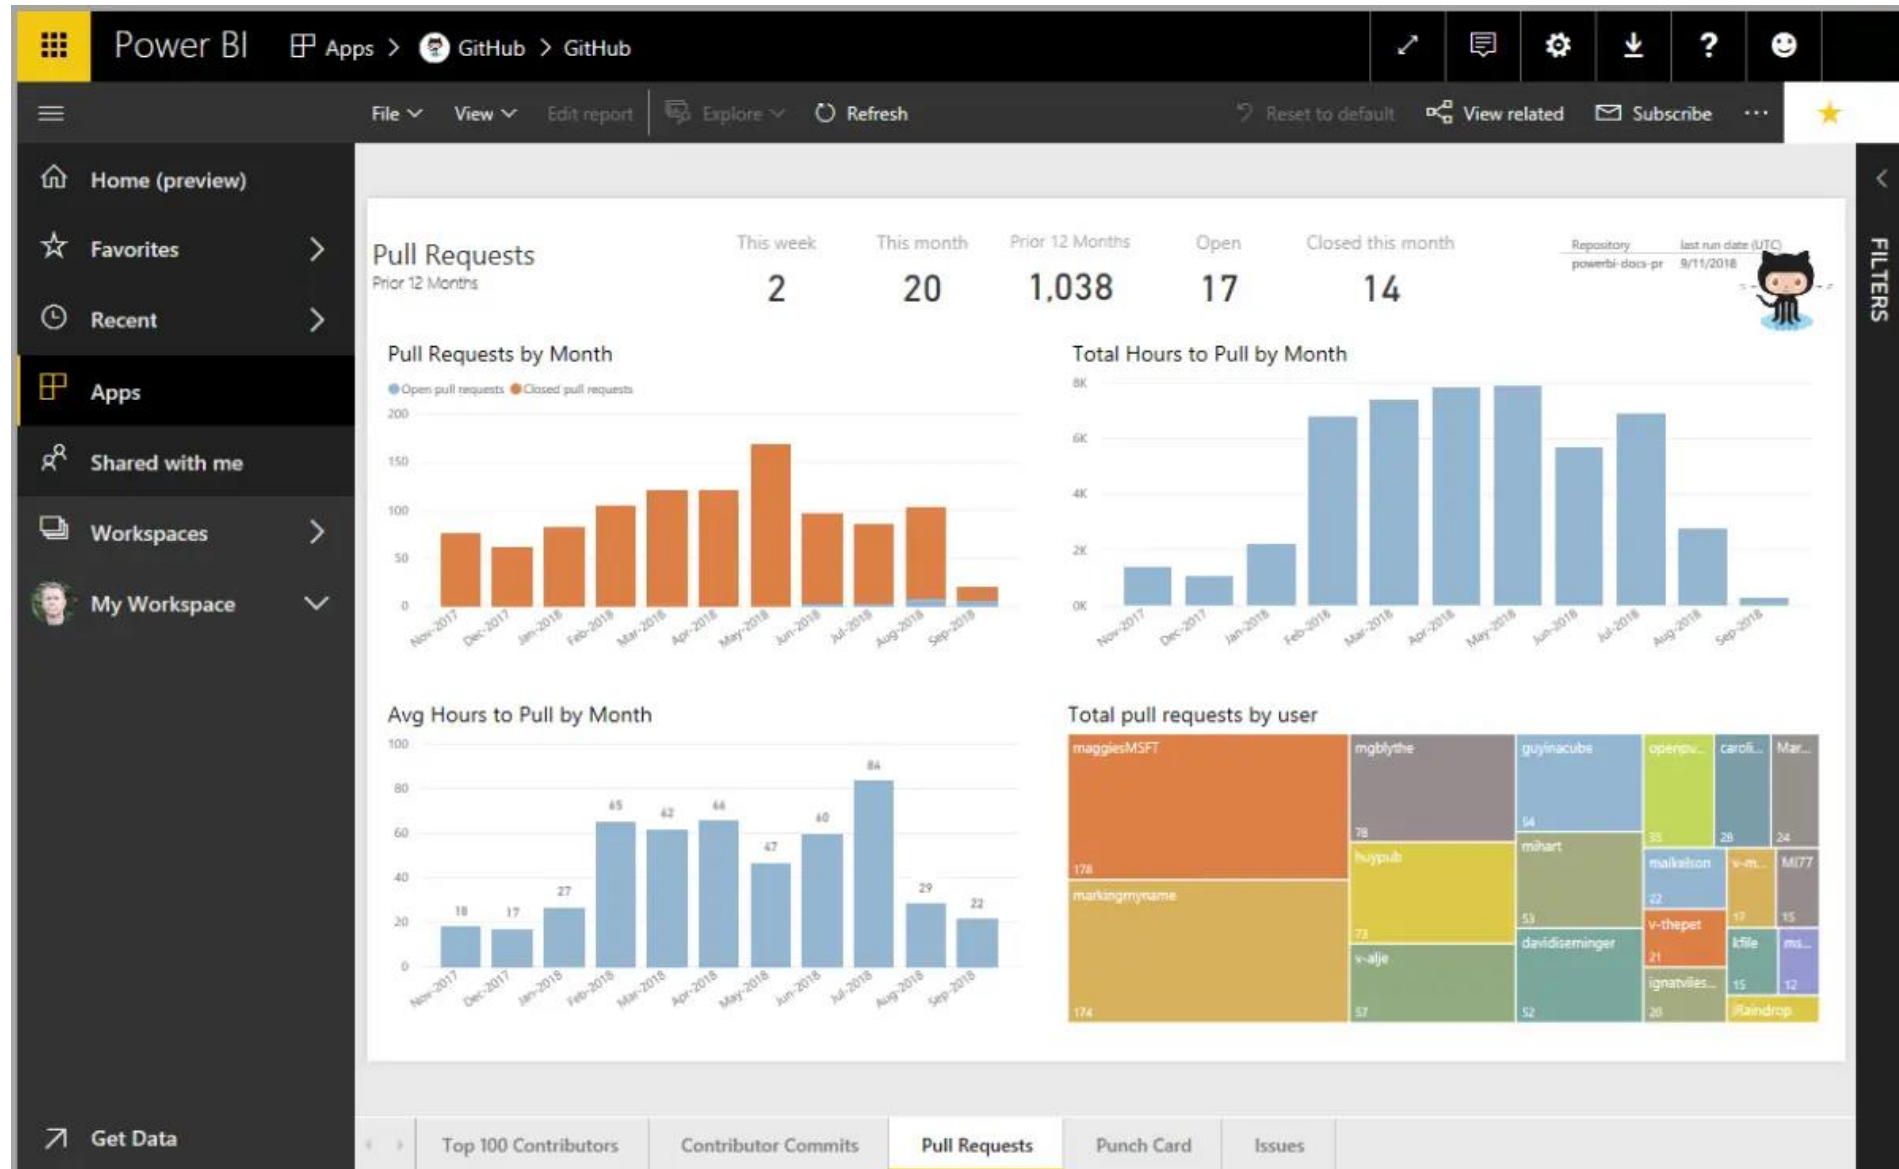 Power BI Apps > GitHub > GitHub
File View Edit report Explore Refresh Reset to default View related Subscribe ...
Home (preview)
Favorites
Recent
Apps
Shared with me
Workspaces
My Workspace
Get Data
FILTERS
Pull Requests
Prior 12 Months
This week This month Prior 12 Months Open Closed this month
2 20 1,038 17 14
Repository last run date (UTC)
powerbi-docs-pr 9/11/2018
Pull Requests by Month
Open pull requests Closed pull requests
200
150
100
50
0
Nov-2017 Dec-2017 Jan-2018 Feb-2018 Mar-2018 Apr-2018 May-2018 Jun-2018 Jul-2018 Aug-2018 Sep-2018
Total Hours to Pull by Month
8K
6K
4K
2K
0K
Nov-2017 Dec-2017 Jan-2018 Feb-2018 Mar-2018 Apr-2018 May-2018 Jun-2018 Jul-2018 Aug-2018 Sep-2018
Avg Hours to Pull by Month
100
80
60
40
20
0
18 17 27 65 62 66 47 60 84 29 22
Nov-2017 Dec-2017 Jan-2018 Feb-2018 Mar-2018 Apr-2018 May-2018 Jun-2018 Jul-2018 Aug-2018 Sep-2018
Total pull requests by user
maggiesMSFT
178
markingmyname
174
mgblythe
78
huypub
73
v-alje
57
guyinacube
54
mihart
53
davidiseminger
52
openpu...
35
caroli...
28
Mar...
24
maikelson
22
v-m...
17
MI77
15
v-thepet
21
kfile
15
ms...
12
ignatviles...
20
jRaindrop
Top 100 Contributors Contributor Commits Pull Requests Punch Card Issues